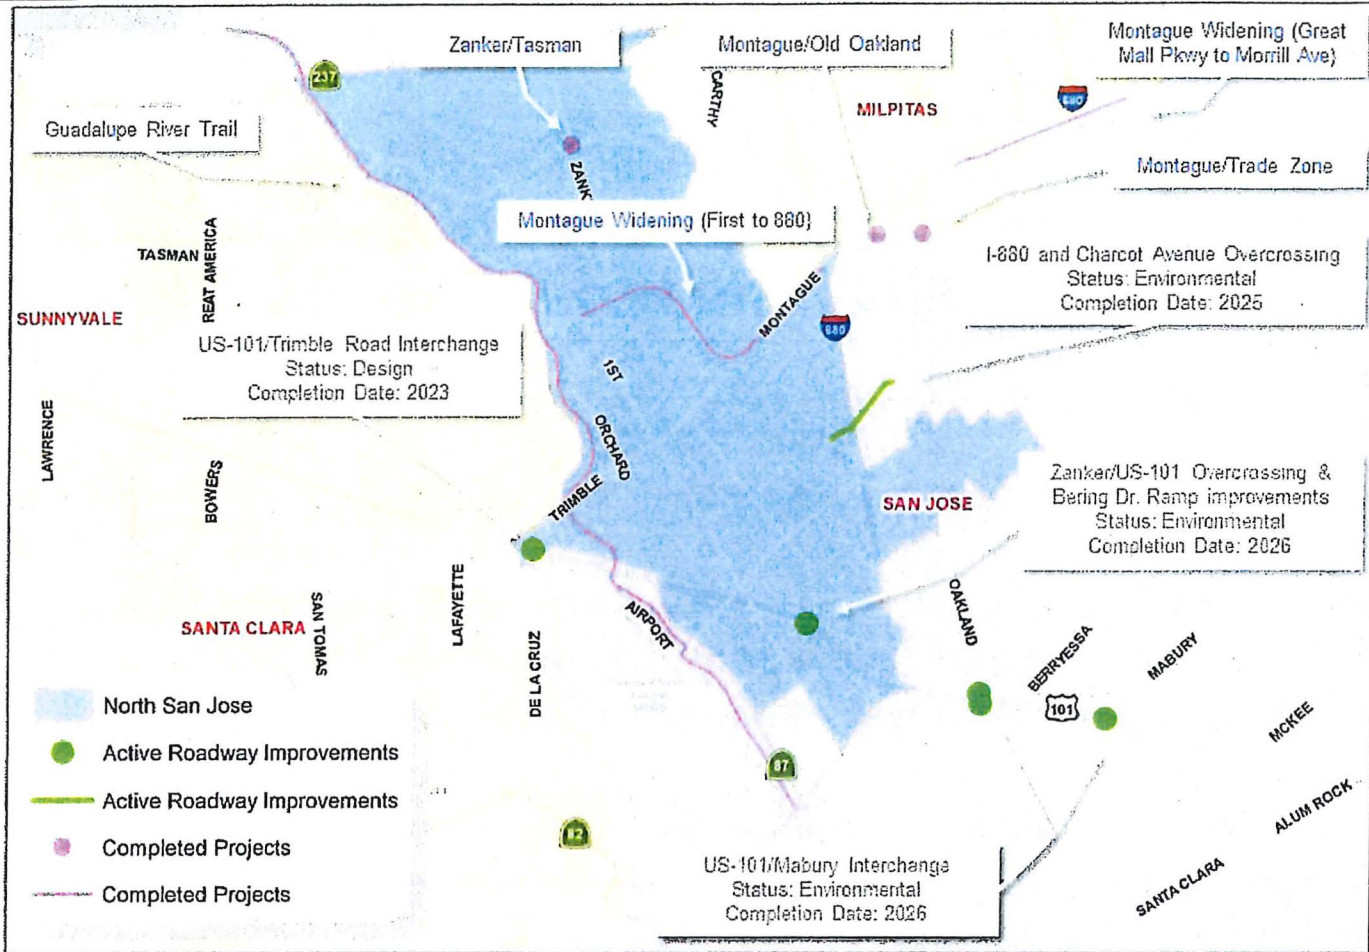 Zanker/Tasman
Montague/Old Oakland
Montague Widening (Great
Mall Pkwy to Morrill Ave)
237
CARTHY
MILPITAS
Guadalupe River Trail
ZANK
Montague/Trade Zone
Montague Widening (First to 880)
TASMAN
REAT AMERICA
I-880 and Charcot Avenue Overcrossing
Status: Environmental
Completion Date: 2025
SUNNYVALE
MONTAGUE
880
US-101/Trimble Road Interchange
Status: Design
Completion Date: 2023
1ST
LAWRENCE
ORCHARD
BOWERS
TRIMBLE
SAN JOSE
Zanker/US-101 Overcrossing &
Bering Dr. Ramp improvements
Status: Environmental
Completion Date: 2026
SANTA CLARA
SAN TOMAS
LAFAYETTE
DE LA CRUZ
AIRPORT
OAKLAND
BERRYESSA
MABURY
101
MCKEE
ALUM ROCK
SANTA CLARA
87
82
North San Jose
Active Roadway Improvements
Active Roadway Improvements
Completed Projects
Completed Projects
US-101/Mabury Interchange
Status: Environmental
Completion Date: 2026